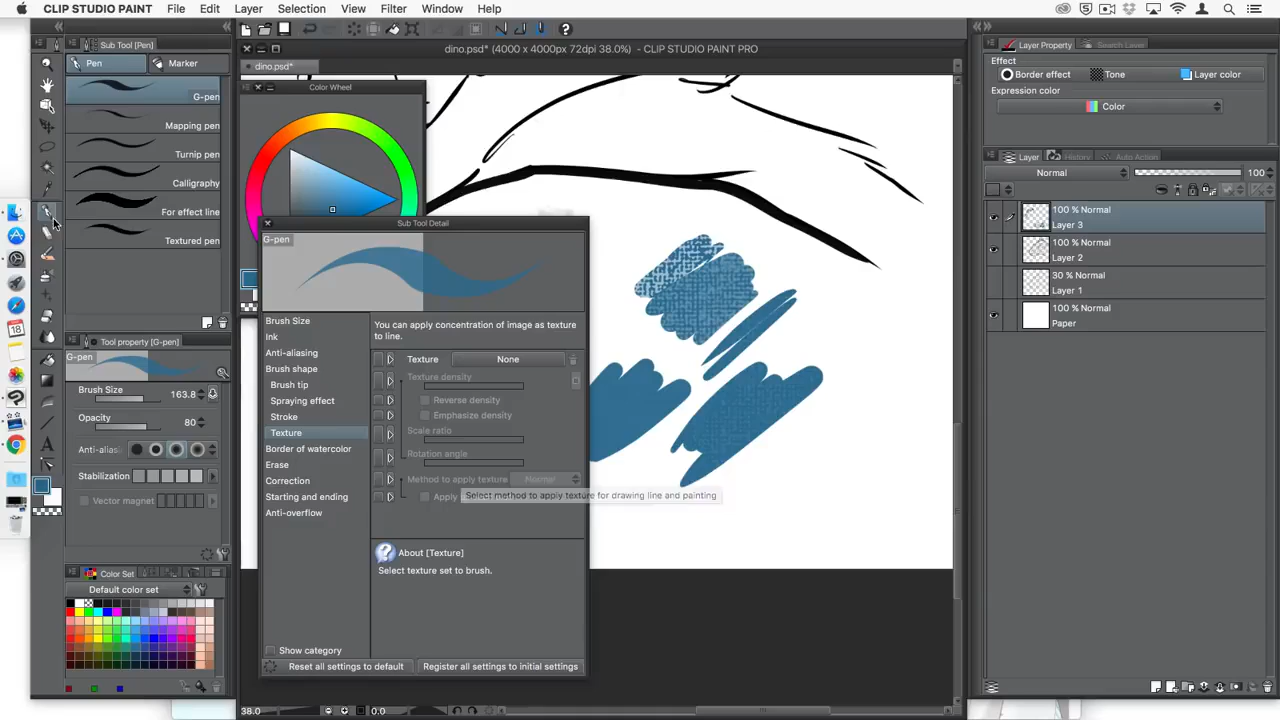 CLIP STUDIO PAINT File Edit Layer Selection View Filter Window Help
Sub Tool [Pen]
Pen Marker
G-pen
Mapping pen
Turnip pen
Calligraphy
For effect line
Textured pen
Tool property [G-pen]
G-pen
Brush Size 163.8
Opacity 80
Anti-alias
Stabilization
Vector magnet
Color Set
Default color set
dino.psd* (4000 x 4000px 72dpi 38.0%) - CLIP STUDIO PAINT PRO
dino.psd*
Color Wheel
Sub Tool Detail
G-pen
Brush Size
Ink
Anti-aliasing
Brush shape
Brush tip
Spraying effect
Stroke
Texture
Border of watercolor
Erase
Correction
Starting and ending
Anti-overflow
You can apply concentration of image as texture
to line.
Texture None
Texture density
Reverse density
Emphasize density
Scale ratio
Rotation angle
Method to apply texture Normal
Apply
Select method to apply texture for drawing line and painting
About [Texture]
Select texture set to brush.
Show category
Reset all settings to default Register all settings to initial settings
38.0 0.0
Layer Property Search Layer
Effect
Border effect Tone Layer color
Expression color
Color
Layer History Auto Action
Normal 100
100 % Normal
Layer 3
100 % Normal
Layer 2
30 % Normal
Layer 1
100 % Normal
Paper
18